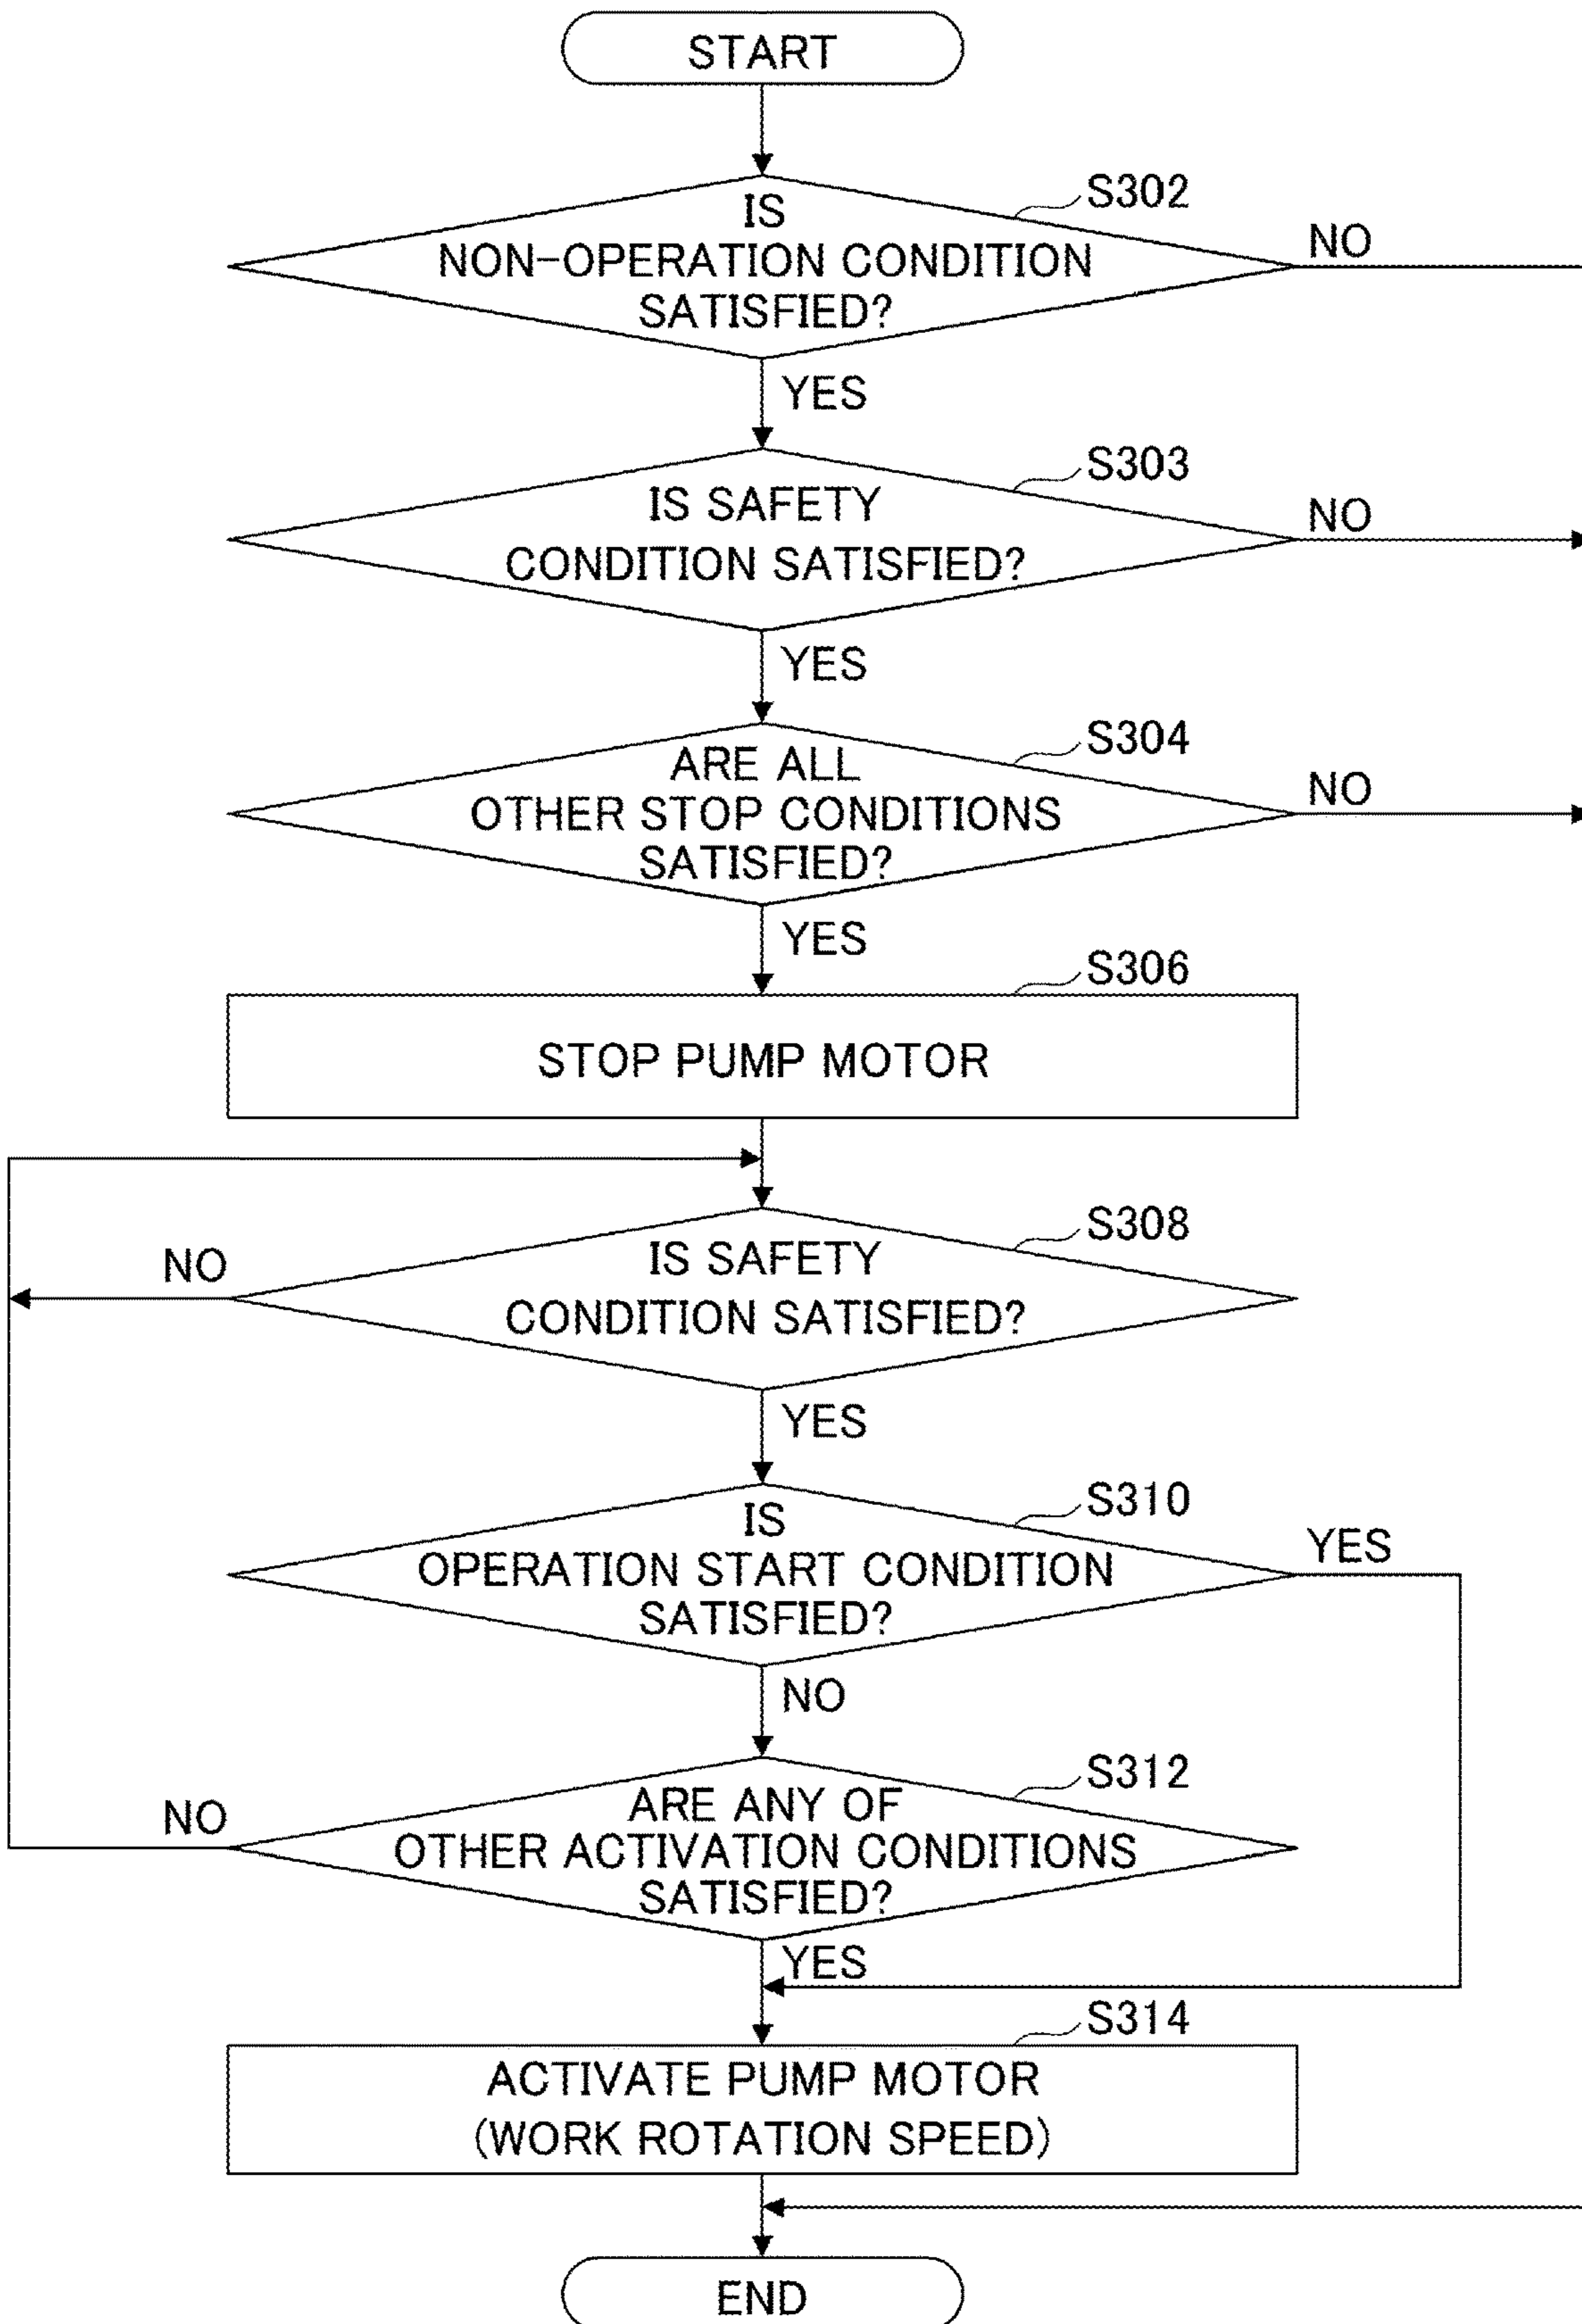 START
S302
IS
NON-OPERATION CONDITION
SATISFIED?
NO
YES
S303
IS SAFETY
CONDITION SATISFIED?
NO
YES
S304
ARE ALL
OTHER STOP CONDITIONS
SATISFIED?
NO
YES
S306
STOP PUMP MOTOR
S308
IS SAFETY
CONDITION SATISFIED?
NO
YES
S310
IS
OPERATION START CONDITION
SATISFIED?
YES
NO
S312
ARE ANY OF
OTHER ACTIVATION CONDITIONS
SATISFIED?
NO
YES
S314
ACTIVATE PUMP MOTOR
(WORK ROTATION SPEED)
END